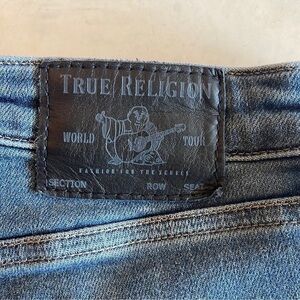 TRUE RELIGION
WORLD TOUR
FASHION FOR THE SENSES
SECTION ROW SEAT